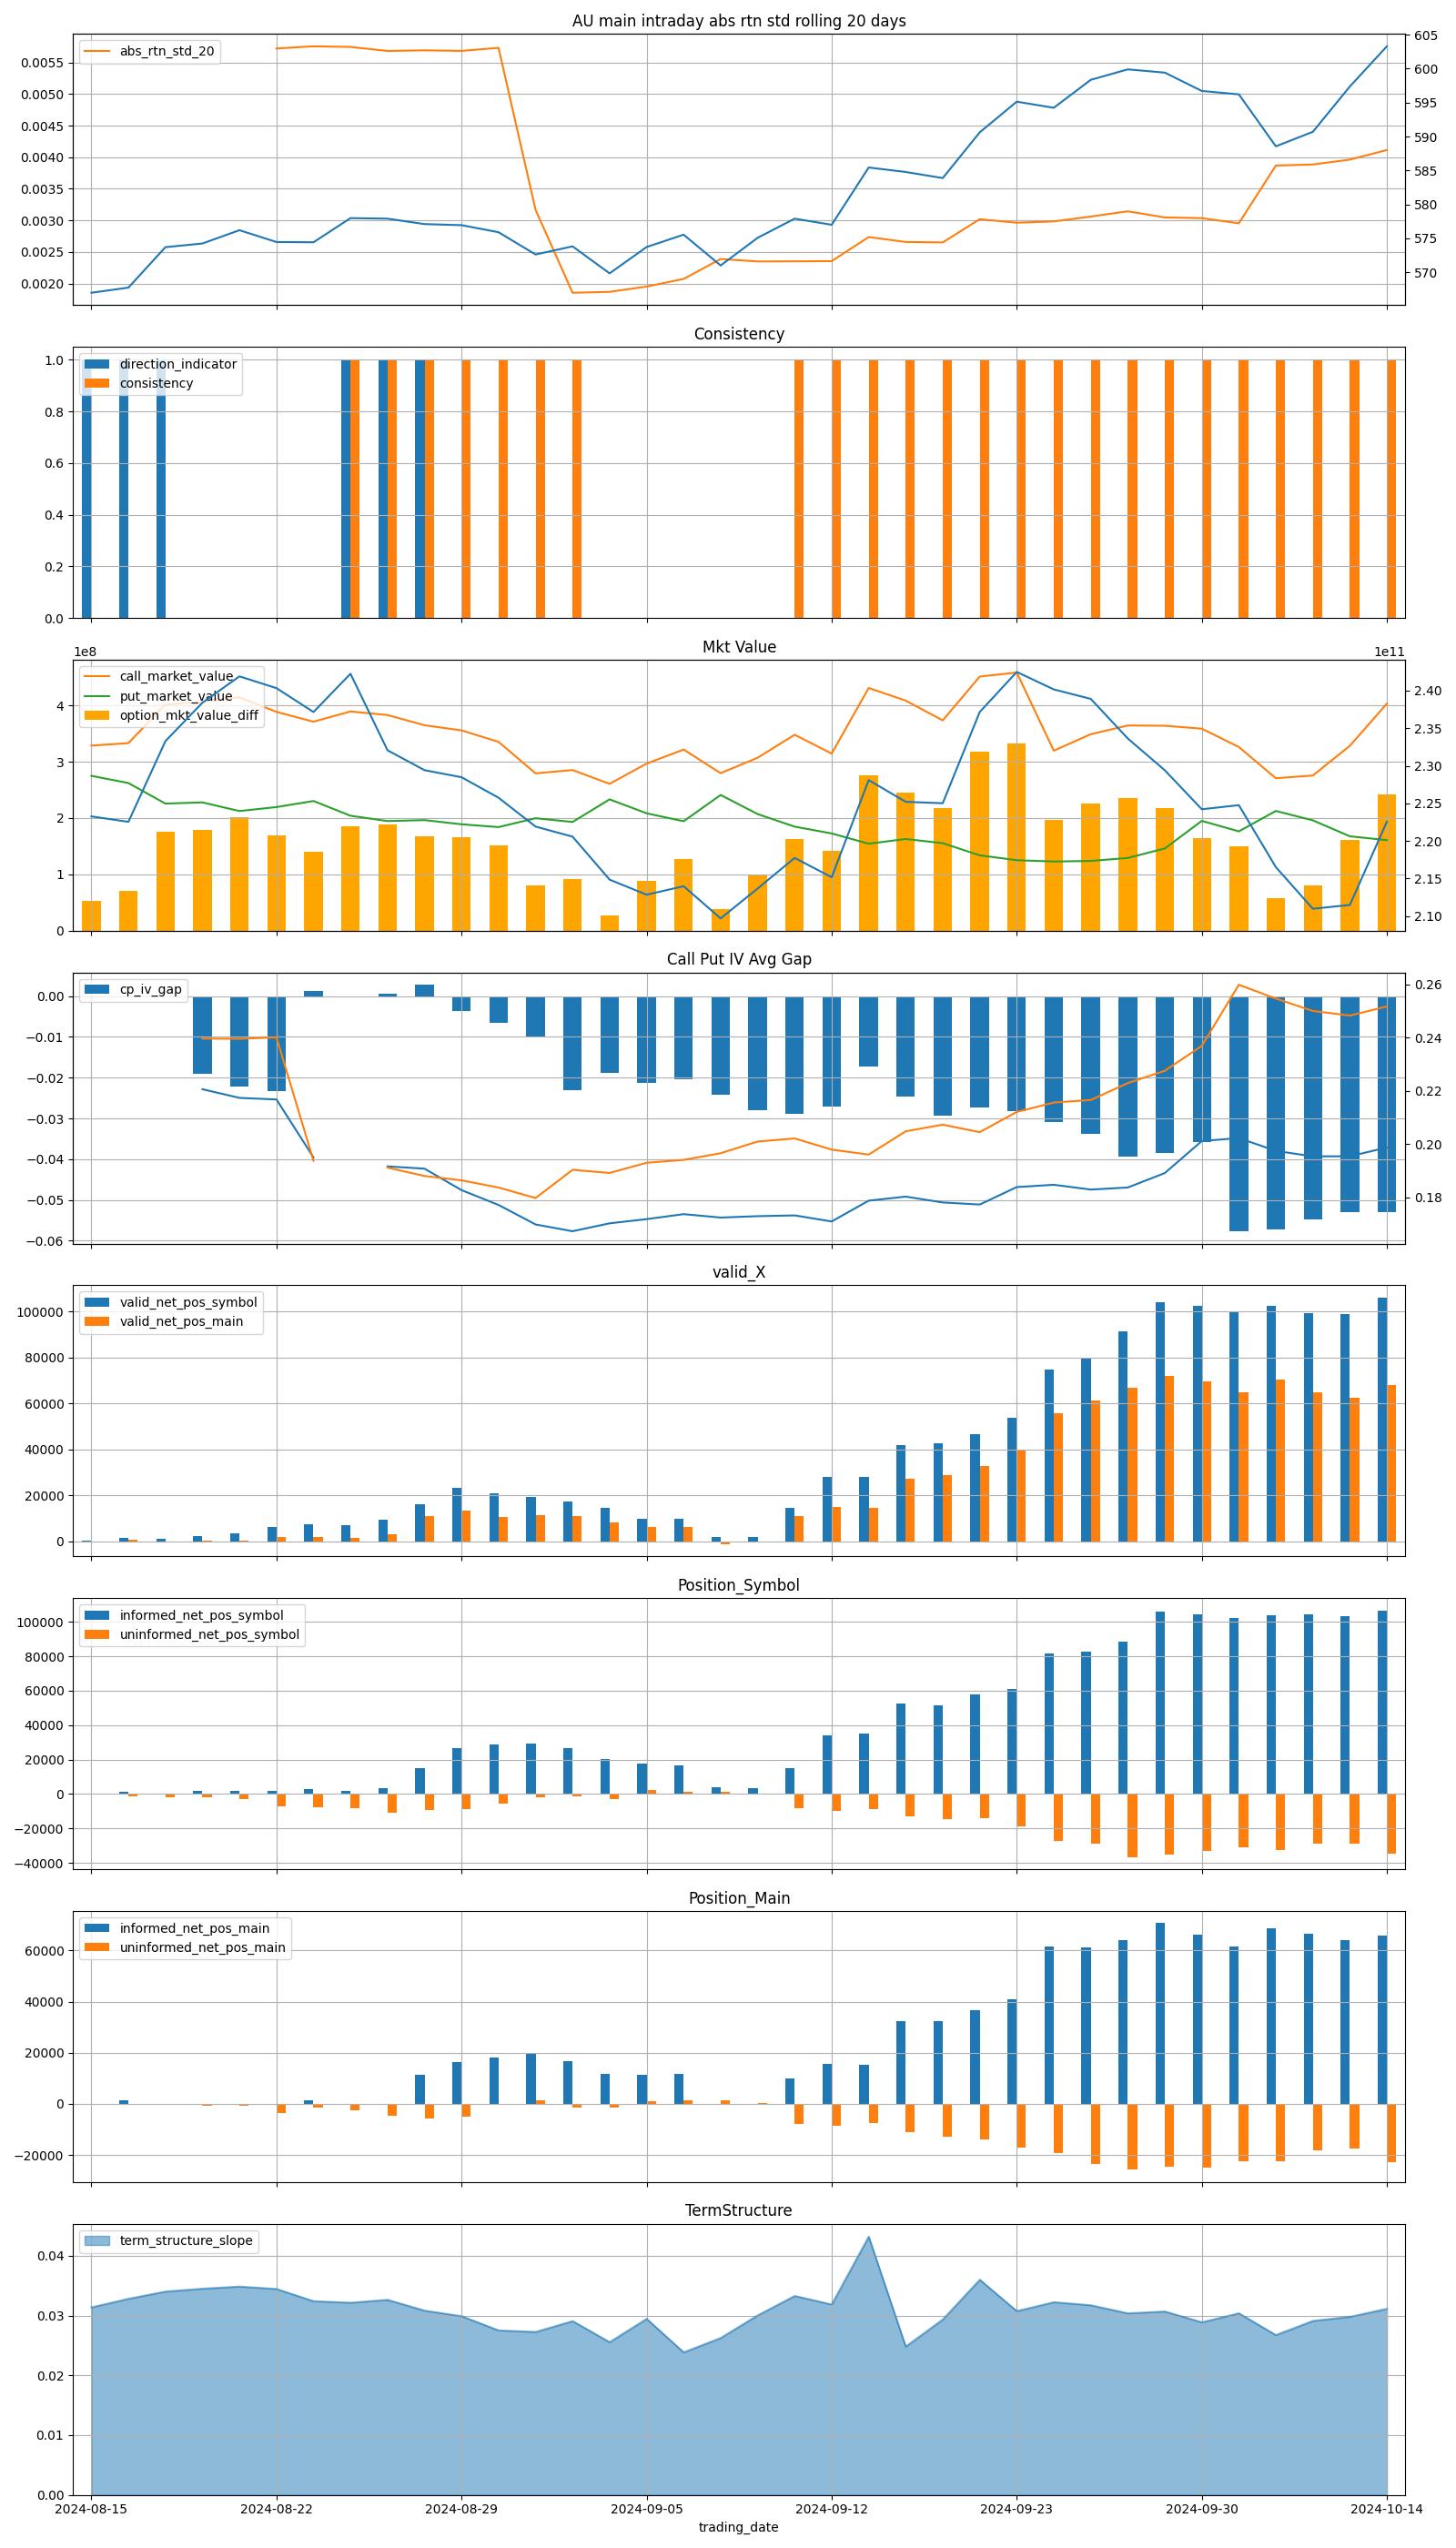 AU main intraday abs rtn std rolling 20 days
abs_rtn_std_20
0.0055
0.0050
0.0045
0.0040
0.0035
0.0030
0.0025
0.0020
605
600
595
590
585
580
575
570
Consistency
direction_indicator
consistency
1.0
0.8
0.6
0.4
0.2
0.0
Mkt Value
1e8
1e11
call_market_value
put_market_value
option_mkt_value_diff
4
3
2
1
0
2.40
2.35
2.30
2.25
2.20
2.15
2.10
Call Put IV Avg Gap
cp_iv_gap
0.00
−0.01
−0.02
−0.03
−0.04
−0.05
−0.06
0.26
0.24
0.22
0.20
0.18
valid_X
valid_net_pos_symbol
valid_net_pos_main
100000
80000
60000
40000
20000
0
Position_Symbol
informed_net_pos_symbol
uninformed_net_pos_symbol
100000
80000
60000
40000
20000
0
−20000
−40000
Position_Main
informed_net_pos_main
uninformed_net_pos_main
60000
40000
20000
0
−20000
TermStructure
term_structure_slope
0.04
0.03
0.02
0.01
0.00
2024-08-15 2024-08-22 2024-08-29 2024-09-05 2024-09-12 2024-09-23 2024-09-30 2024-10-14
trading_date